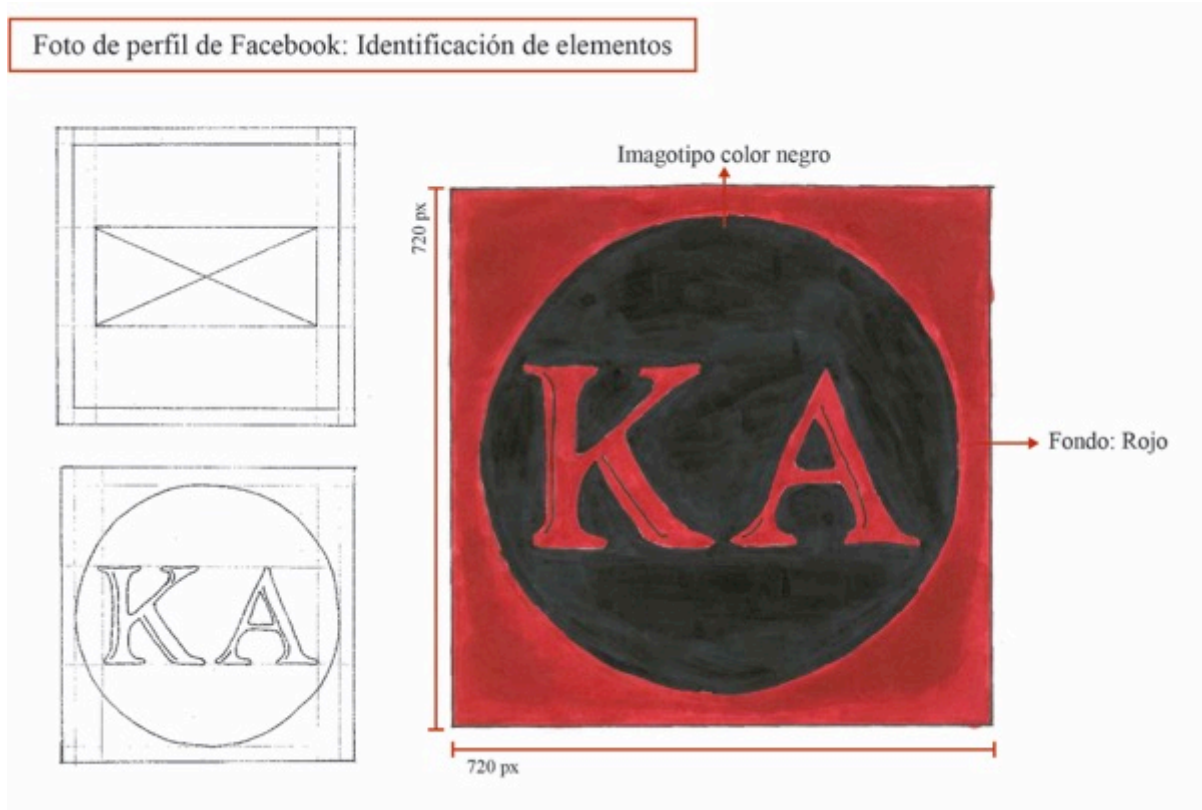 Foto de perfil de Facebook: Identificación de elementos
Imagotipo color negro
720 px
KA
Fondo: Rojo
KA
720 px